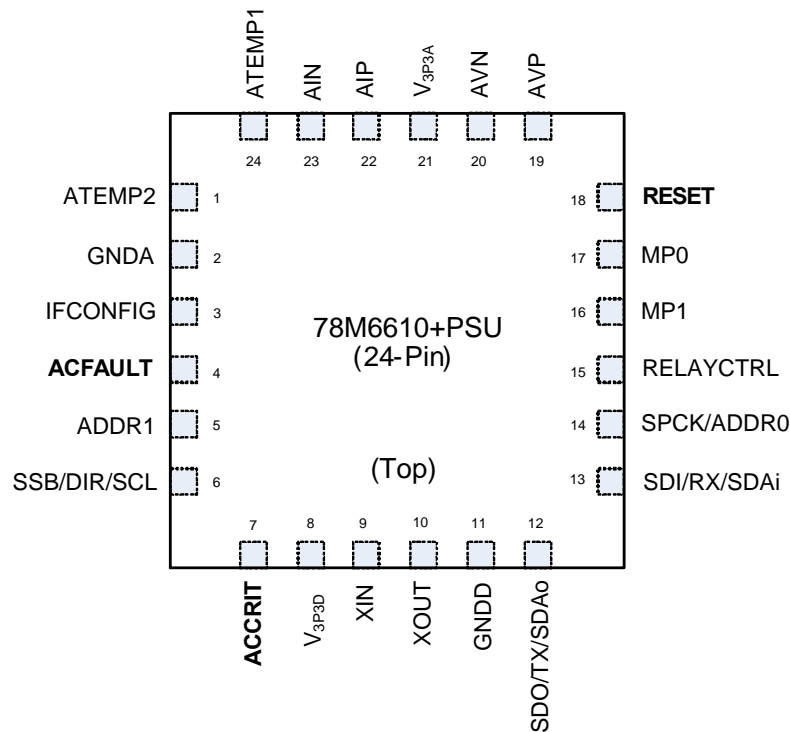 ATEMP1
AIN
AIP
V3P3A
AVN
AVP
24
23
22
21
20
19
ATEMP2
1
18
RESET
GNDA
2
17
MP0
IFCONFIG
3
16
MP1
78M6610+PSU
(24-Pin)
ACFAULT
4
15
RELAYCTRL
ADDR1
5
14
SPCK/ADDR0
SSB/DIR/SCL
6
(Top)
13
SDI/RX/SDAi
7
8
9
10
11
12
ACCRIT
V3P3D
XIN
XOUT
GNDD
SDO/TX/SDAo